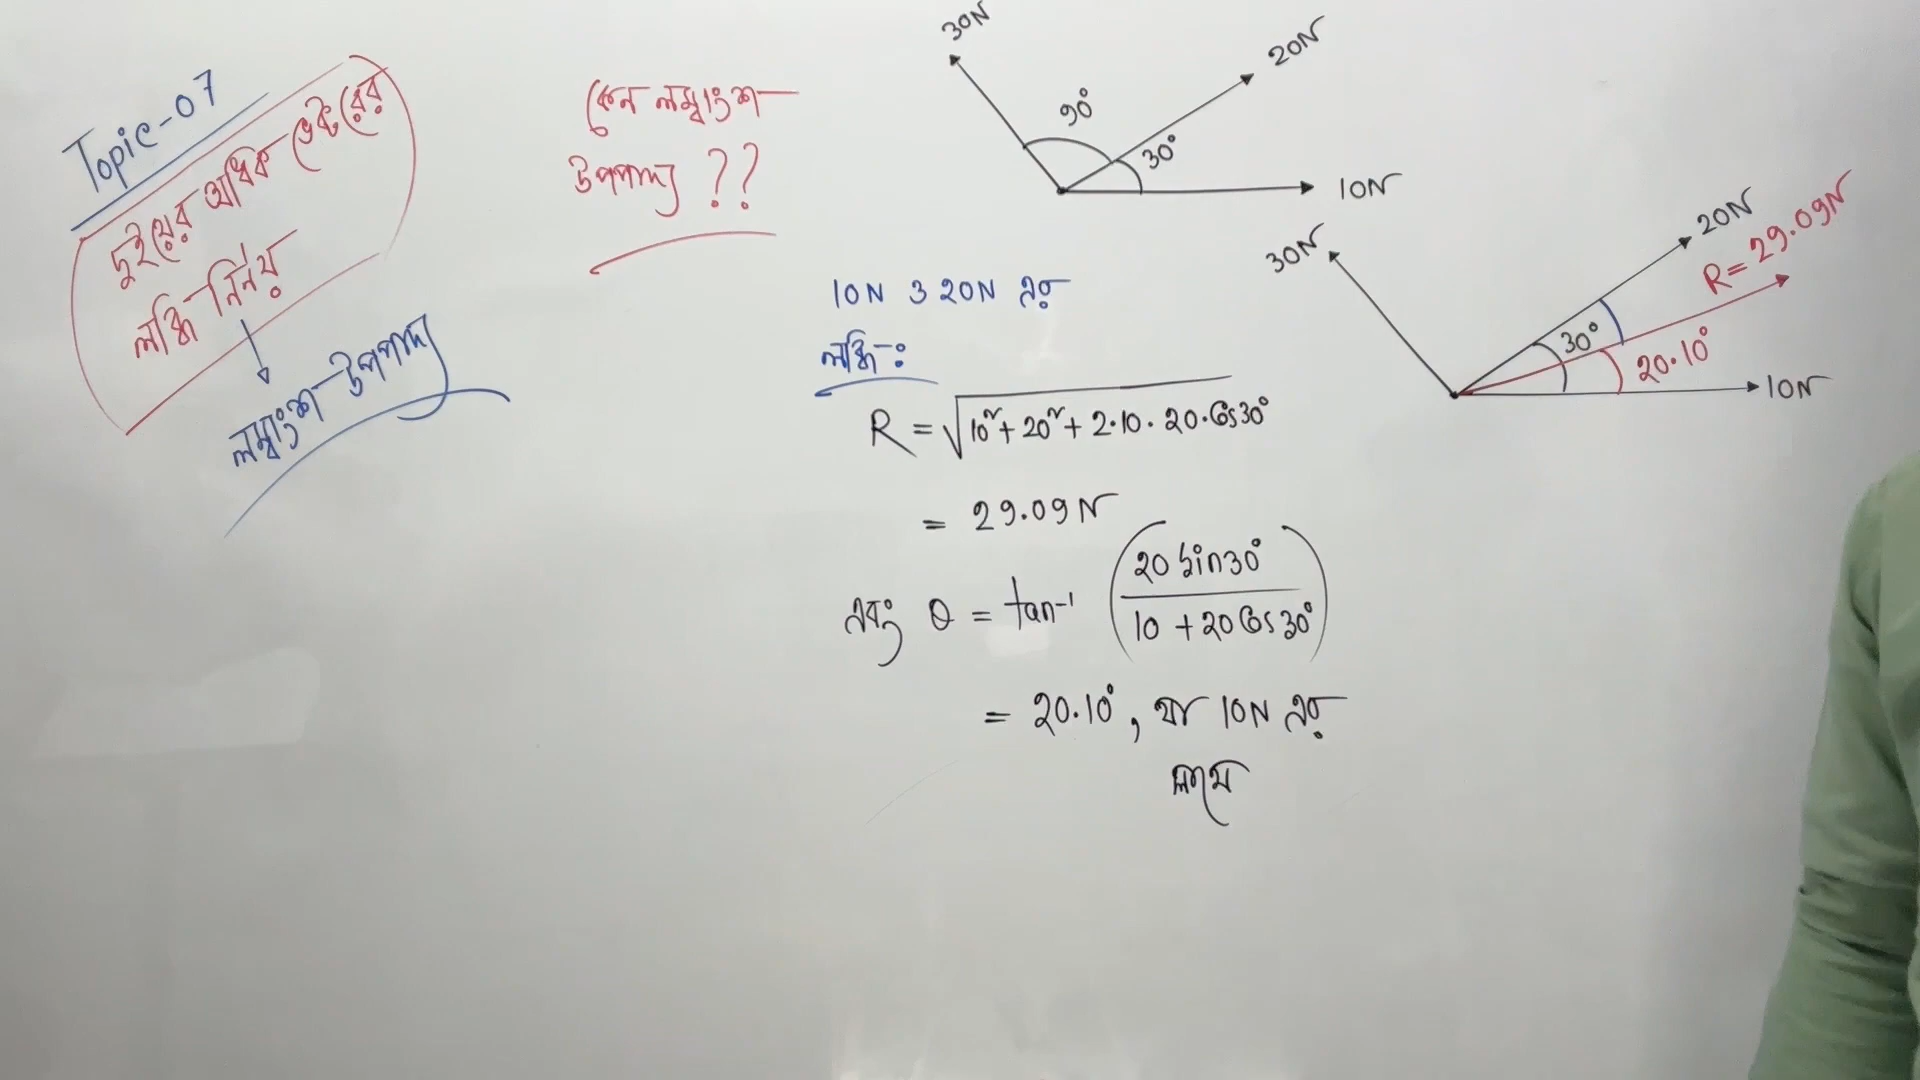 Topic-07
দুইয়ের অধিক ভেক্টরের
লব্ধি নির্নয়
লম্বাংশ উপপাদ্য
কেন লম্বাংশ
উপপাদ্য ??
30N
20N
90°
30°
10N
10N ও 20N এর
লব্ধি:
R = √10² + 20² + 2·10·20·Cos30°
= 29.09N
এবং θ = tan⁻¹ (20 Sin30° / 10 + 20 Cos30°)
= 20.10°, যা 10N এর
সাথে
30N
20N
R = 29.09N
30°
20.10°
10N